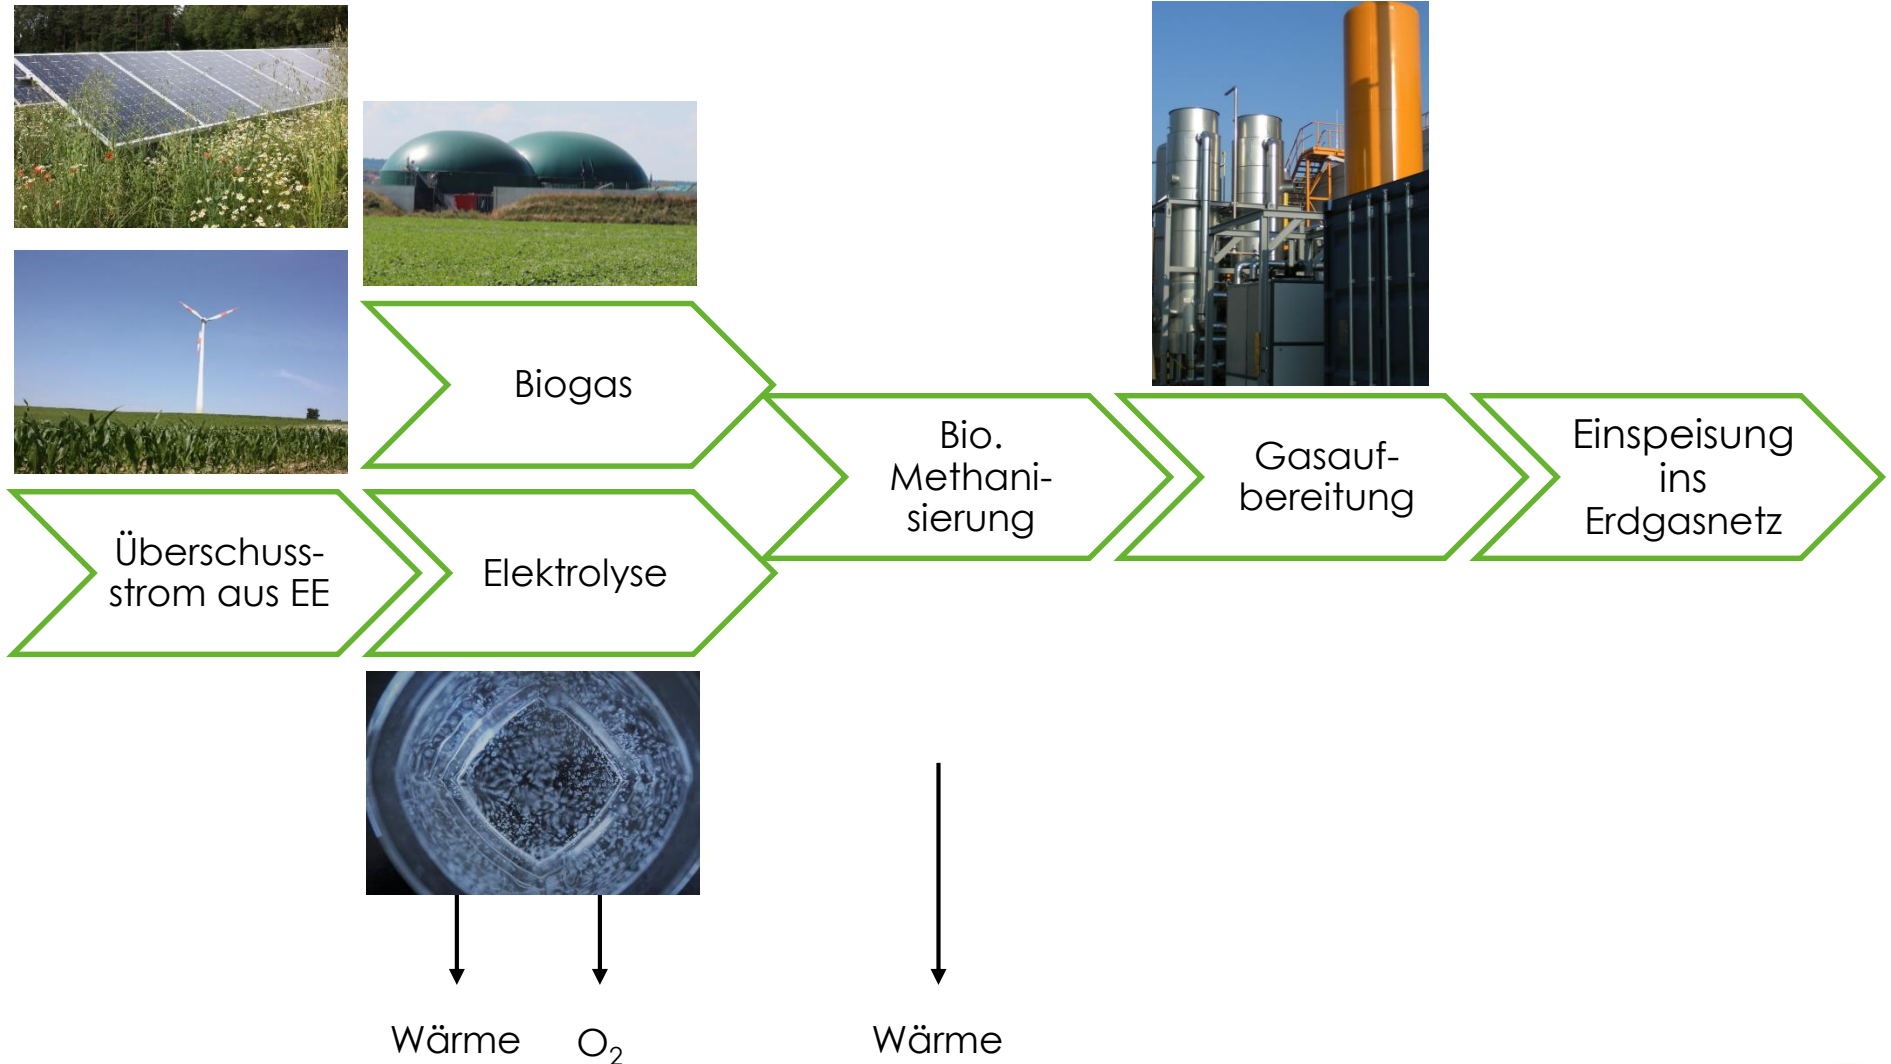 Biogas
Bio.
Methani-
sierung
Gasauf-
bereitung
Einspeisung
ins
Erdgasnetz
Überschuss-
strom aus EE
Elektrolyse
Wärme
O₂
Wärme